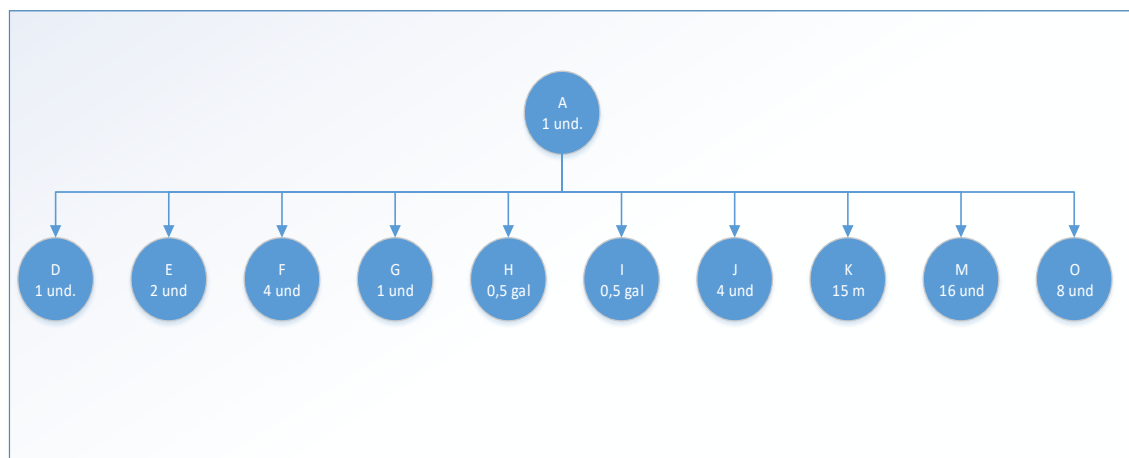 A
1 und.
D
1 und.
E
2 und
F
4 und
G
1 und
H
0,5 gal
I
0,5 gal
J
4 und
K
15 m
M
16 und
O
8 und